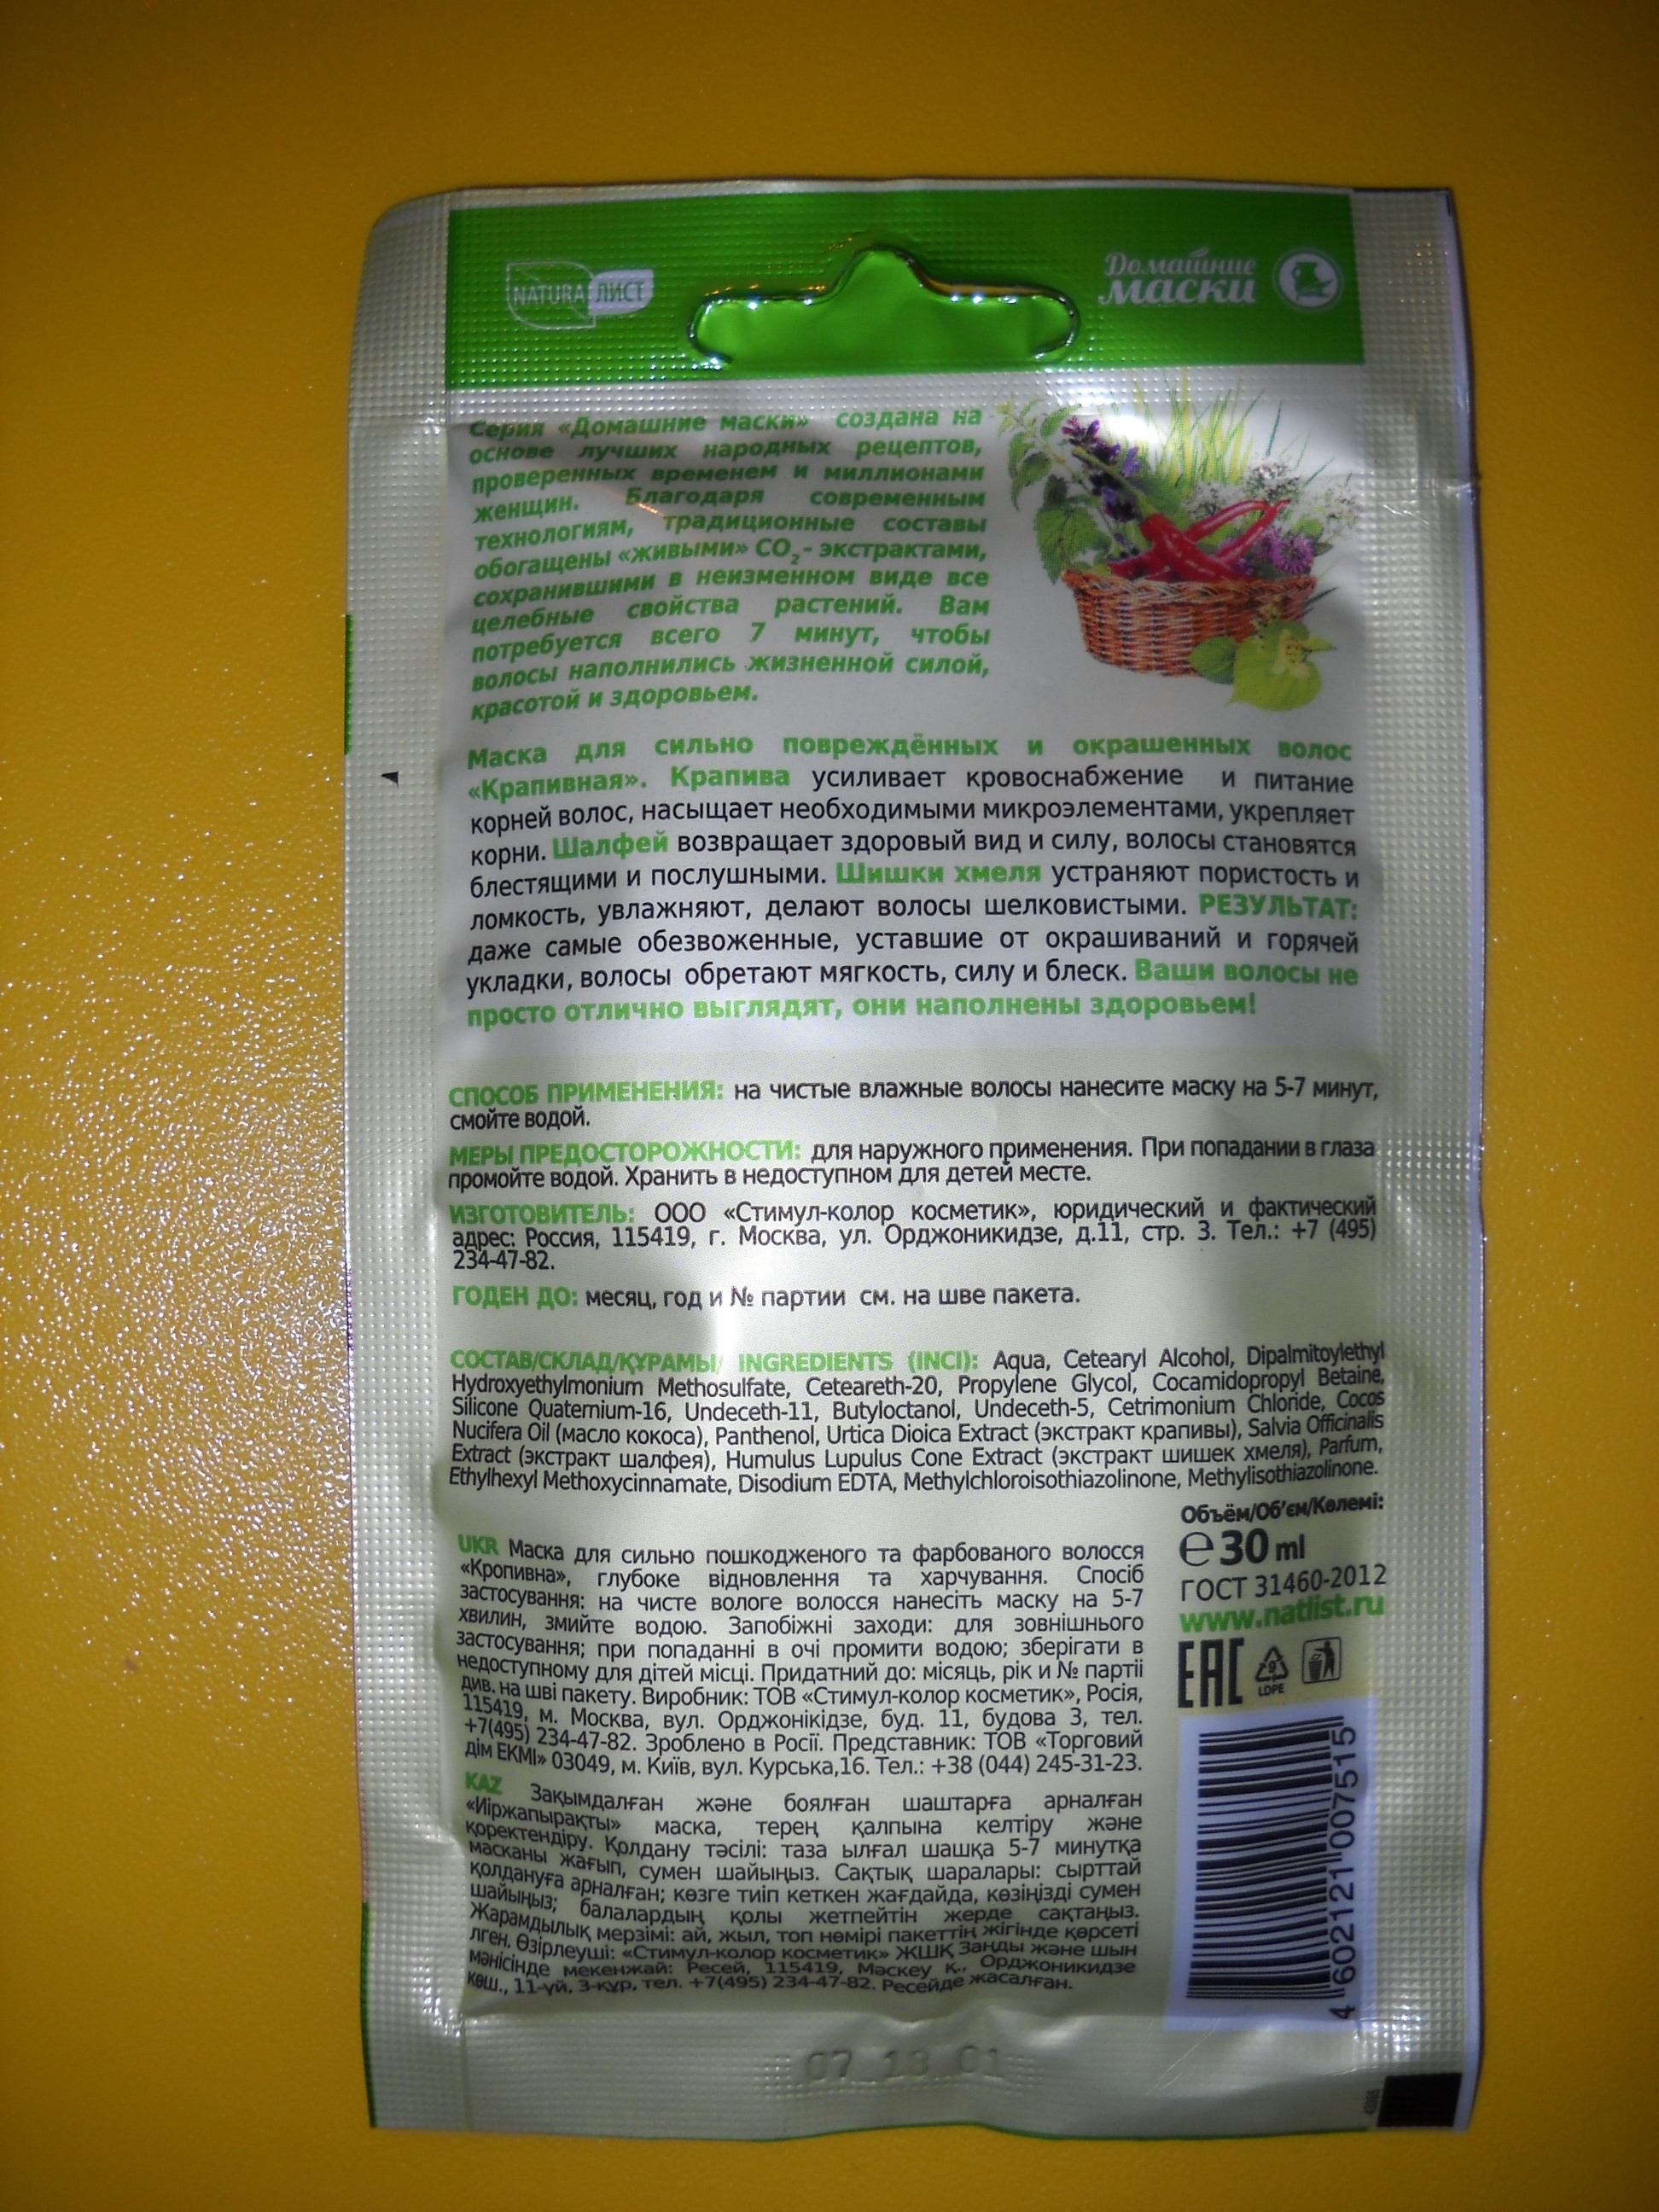 NATURA ЛИСТ
Домашние
маски
Серия «Домашние маски» создана на
основе лучших народных рецептов,
проверенных временем и миллионами
женщин. Благодаря современным
технологиям, традиционные составы
обогащены «живыми» CO2- экстрактами,
сохранившими в неизменном виде все
целебные свойства растений. Вам
потребуется всего 7 минут, чтобы
волосы наполнились жизненной силой,
красотой и здоровьем.
Маска для сильно повреждённых и окрашенных волос
«Крапивная». Крапива усиливает кровоснабжение и питание
корней волос, насыщает необходимыми микроэлементами, укрепляет
корни. Шалфей возвращает здоровый вид и силу, волосы становятся
блестящими и послушными. Шишки хмеля устраняют пористость и
ломкость, увлажняют, делают волосы шелковистыми. РЕЗУЛЬТАТ:
даже самые обезвоженные, уставшие от окрашиваний и горячей
укладки, волосы обретают мягкость, силу и блеск. Ваши волосы не
просто отлично выглядят, они наполнены здоровьем!
СПОСОБ ПРИМЕНЕНИЯ: на чистые влажные волосы нанесите маску на 5-7 минут,
смойте водой.
МЕРЫ ПРЕДОСТОРОЖНОСТИ: для наружного применения. При попадании в глаза
промойте водой. Хранить в недоступном для детей месте.
ИЗГОТОВИТЕЛЬ: ООО «Стимул-колор косметик», юридический и фактический
адрес: Россия, 115419, г. Москва, ул. Орджоникидзе, д.11, стр. 3. Тел.: +7 (495)
234-47-82.
ГОДЕН ДО: месяц, год и № партии см. на шве пакета.
СОСТАВ/СКЛАД/ҚҰРАМЫ/ INGREDIENTS (INCI): Aqua, Cetearyl Alcohol, Dipalmitoylethyl
Hydroxyethylmonium Methosulfate, Ceteareth-20, Propylene Glycol, Cocamidopropyl Betaine,
Silicone Quaternium-16, Undeceth-11, Butyloctanol, Undeceth-5, Cetrimonium Chloride, Cocos
Nucifera Oil (масло кокоса), Panthenol, Urtica Dioica Extract (экстракт крапивы), Salvia Officinalis
Extract (экстракт шалфея), Humulus Lupulus Cone Extract (экстракт шишек хмеля), Parfum,
Ethylhexyl Methoxycinnamate, Disodium EDTA, Methylchloroisothiazolinone, Methylisothiazolinone.
Объём/Об'єм/Көлемі:
℮ 30 ml
ГОСТ 31460-2012
www.natlist.ru
EAC
9
LDPE
UKR Маска для сильно пошкодженого та фарбованого волосся
«Кропивна», глубоке відновлення та харчування. Спосіб
застосування: на чисте вологе волосся нанесіть маску на 5-7
хвилин, змийте водою. Запобіжні заходи: для зовнішнього
застосування; при попаданні в очі промити водою; зберігати в
недоступному для дітей місці. Придатний до: місяць, рік и № партії
див. на шві пакету. Виробник: ТОВ «Стимул-колор косметик», Росія,
115419, м. Москва, вул. Орджонікідзе, буд. 11, будова 3, тел.
+7(495) 234-47-82. Зроблено в Росії. Представник: ТОВ «Торговий
дім ЕКМІ» 03049, м. Київ, вул. Курська,16. Тел.: +38 (044) 245-31-23.
KAZ Зақымдалған және боялған шаштарға арналған
«Иіржапырақты» маска, терең қалпына келтіру және
қоректендіру. Қолдану тәсілі: таза ылғал шашқа 5-7 минутқа
масканы жағып, сумен шайыңыз. Сақтық шаралары: сырттай
қолдануға арналған; көзге тиіп кеткен жағдайда, көзіңізді сумен
шайыңыз; балалардың қолы жетпейтін жерде сақтаңыз.
Жарамдылық мерзімі: ай, жыл, топ нөмірі пакеттің жігінде көрсеті
лген. Өзірлеуші: «Стимул-колор косметик» ЖШҚ Заңды және шын
мәнісінде мекенжай: Ресей, 115419, Мәскеу қ., Орджоникидзе
көш., 11-үй, 3-құр, тел. +7(495) 234-47-82. Ресейде жасалған.
4 602121 007515
07 18 01